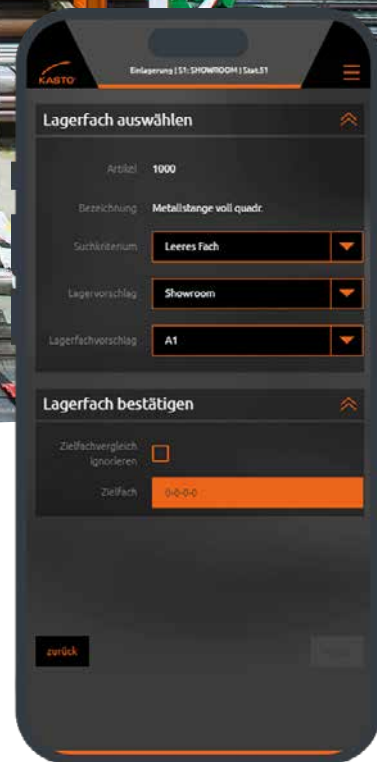 KASTO
Einlagerung | S1: SHOWROOM | Stat.S1
Lagerfach auswählen
Artikel 1000
Bezeichnung Metallstange voll quadr.
Suchkriterium Leeres Fach
Lagervorschlag Showroom
Lagerfachvorschlag A1
Lagerfach bestätigen
Zielfachvergleich
ignorieren
Zielfach 0-0-0-0
zurück